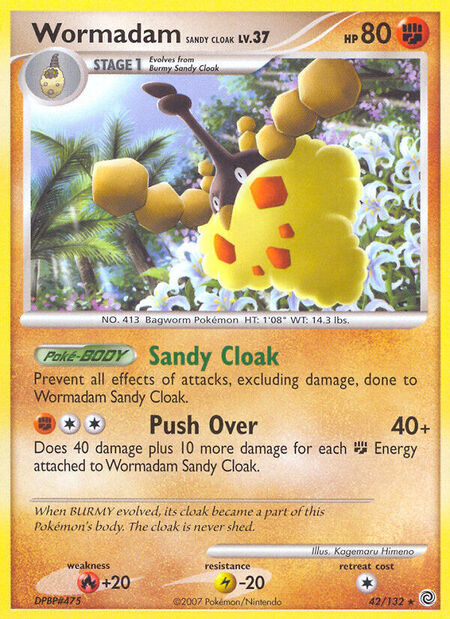 Wormadam SANDY CLOAK LV.37 HP 80
STAGE 1 Evolves from
Burmy Sandy Cloak
NO. 413 Bagworm Pokémon HT: 1'08" WT: 14.3 lbs.
Poké-BODY Sandy Cloak
Prevent all effects of attacks, excluding damage, done to
Wormadam Sandy Cloak.
Push Over 40+
Does 40 damage plus 10 more damage for each Energy
attached to Wormadam Sandy Cloak.
When BURMY evolved, its cloak became a part of this
Pokémon's body. The cloak is never shed.
Illus. Kagemaru Himeno
weakness resistance retreat cost
+20 -20
DPBP#475 ©2007 Pokémon/Nintendo 42/132 ★